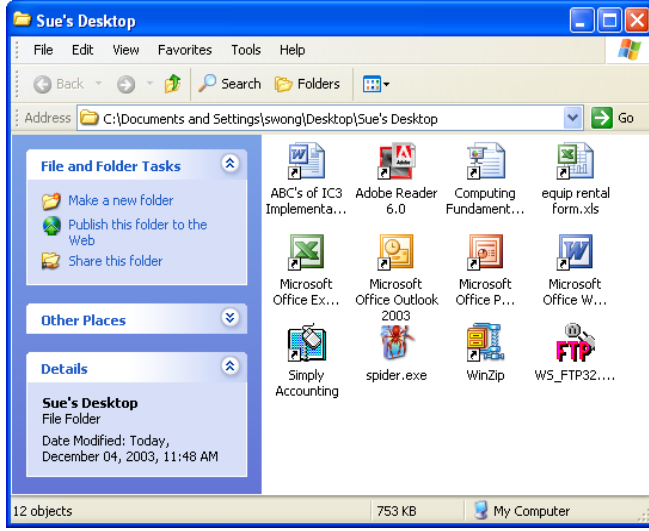 Sue's Desktop
File Edit View Favorites Tools Help
Back Search Folders
Address C:\Documents and Settings\swong\Desktop\Sue's Desktop Go
File and Folder Tasks
Make a new folder
Publish this folder to the
Web
Share this folder
Other Places
Details
Sue's Desktop
File Folder
Date Modified: Today,
December 04, 2003, 11:48 AM
ABC's of IC3
Implementa...
Adobe Reader
6.0
Computing
Fundament...
equip rental
form.xls
Microsoft
Office Ex...
Microsoft
Office Outlook
2003
Microsoft
Office P...
Microsoft
Office W...
Simply
Accounting
spider.exe
WinZip
FTP
WS_FTP32....
12 objects 753 KB My Computer